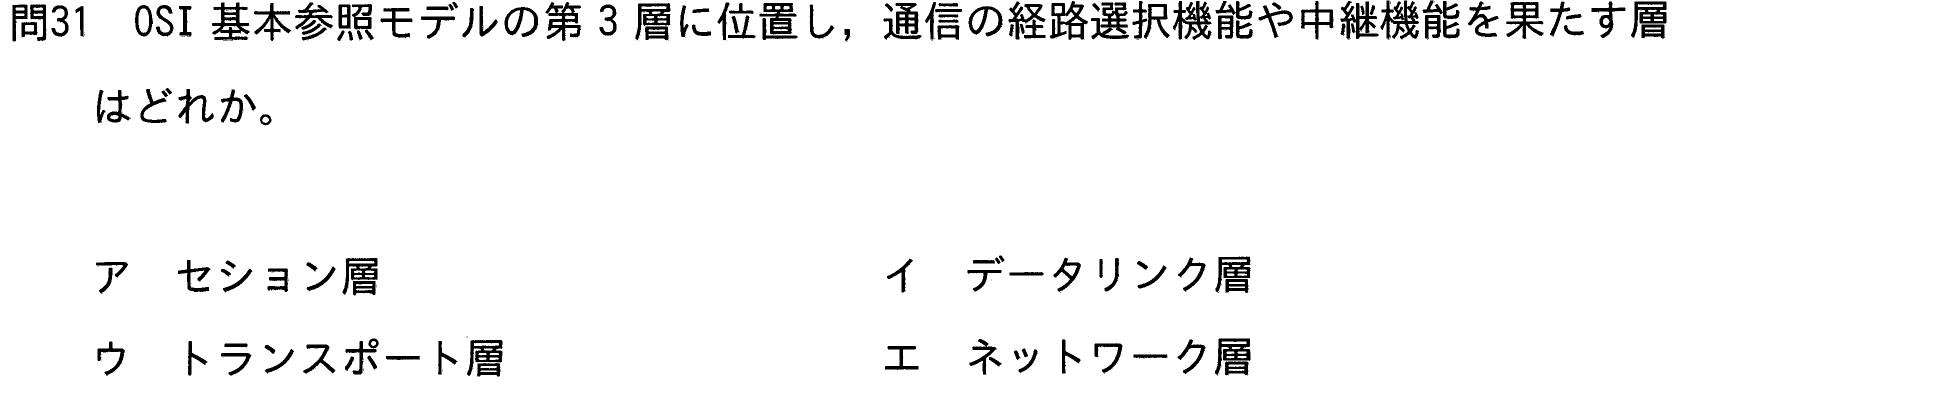 問31　OSI 基本参照モデルの第 3 層に位置し，通信の経路選択機能や中継機能を果たす層
はどれか。
ア　セション層　イ　データリンク層
ウ　トランスポート層　エ　ネットワーク層